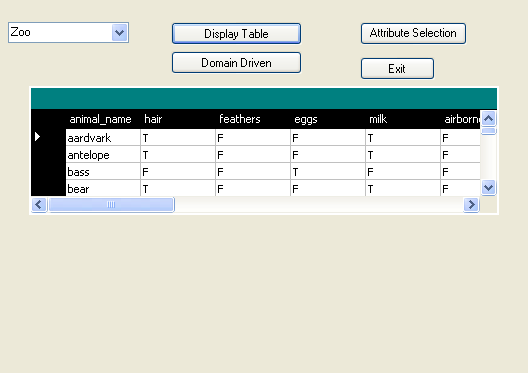 Zoo
Display Table
Attribute Selection
Domain Driven
Exit
animal_name hair feathers eggs milk airborne
aardvark T F F T F
antelope T F F T F
bass F F T F F
bear T F F T F